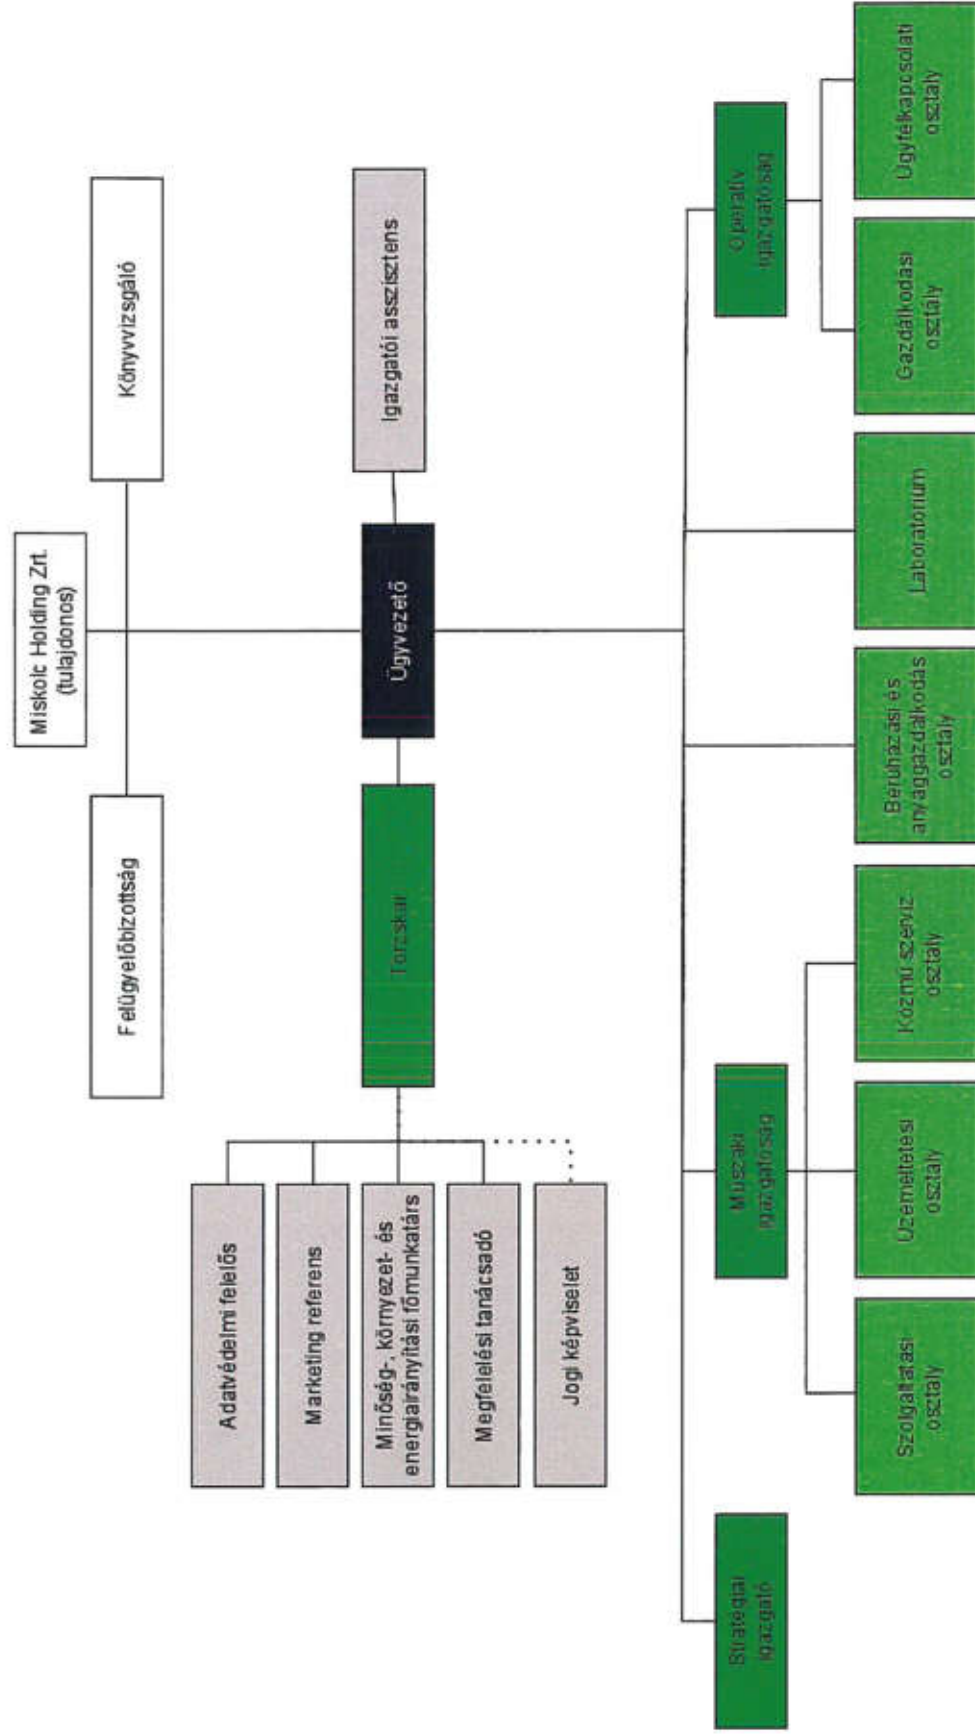 Miskolc Holding Zrt.
(tulajdonos)
Felügyelőbizottság
Könyvvizsgáló
Ügyvezető
Igazgatói asszisztens
Törzskar
Adatvédelmi felelős
Marketing referens
Minőség-, környezet- és
energiairányítási főmunkatárs
Megfelelési tanácsadó
Jogi képviselet
Stratégiai
igazgató
Műszaki
igazgatóság
Operatív
igazgatóság
Szolgáltatási
osztály
Üzemeltetési
osztály
Közmű-szerviz
osztály
Beruházási és
anyaggazdálkodás
osztály
Laboratórium
Gazdálkodási
osztály
Ügyfélkapcsolati
osztály